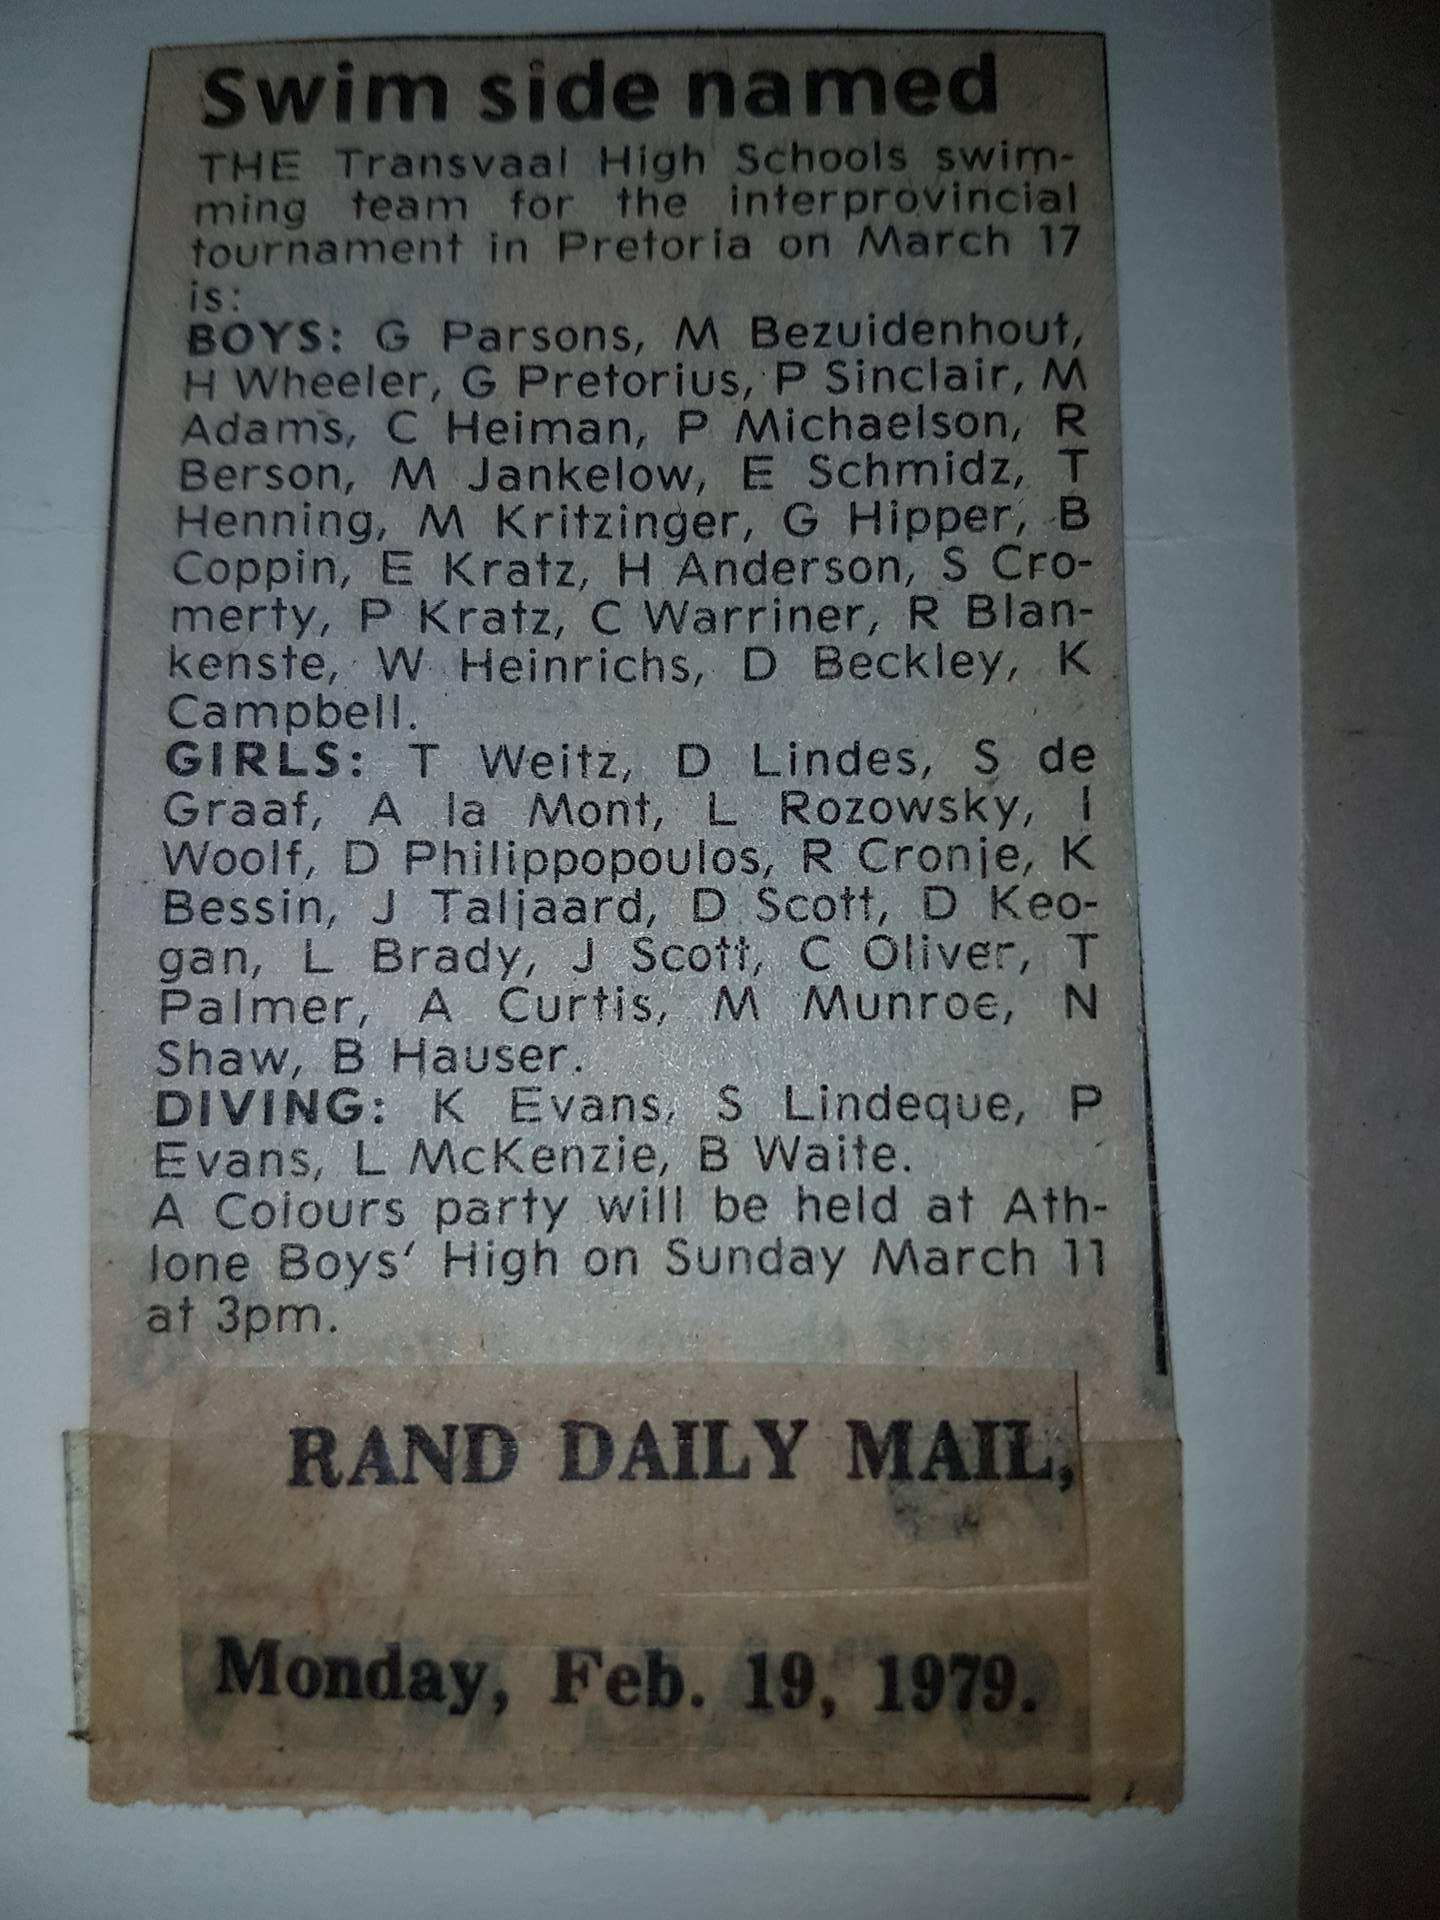 Swim side named
THE Transvaal High Schools swim-
ming team for the interprovincial
tournament in Pretoria on March 17
is:
BOYS: G Parsons, M Bezuidenhout,
H Wheeler, G Pretorius, P Sinclair, M
Adams, C Heiman, P Michaelson, R
Berson, M Jankelow, E Schmidz, T
Henning, M Kritzinger, G Hipper, B
Coppin, E Kratz, H Anderson, S Cro-
merty, P Kratz, C Warriner, R Blan-
kenste, W Heinrichs, D Beckley, K
Campbell.
GIRLS: T Weitz, D Lindes, S de
Graaf, A la Mont, L Rozowsky, I
Woolf, D Philippopoulos, R Cronje, K
Bessin, J Taljaard, D Scott, D Keo-
gan, L Brady, J Scott, C Oliver, T
Palmer, A Curtis, M Munroe, N
Shaw, B Hauser.
DIVING: K Evans, S Lindeque, P
Evans, L McKenzie, B Waite.
A Colours party will be held at Ath-
lone Boys' High on Sunday March 11
at 3pm.
RAND DAILY MAIL,
Monday, Feb. 19, 1979.